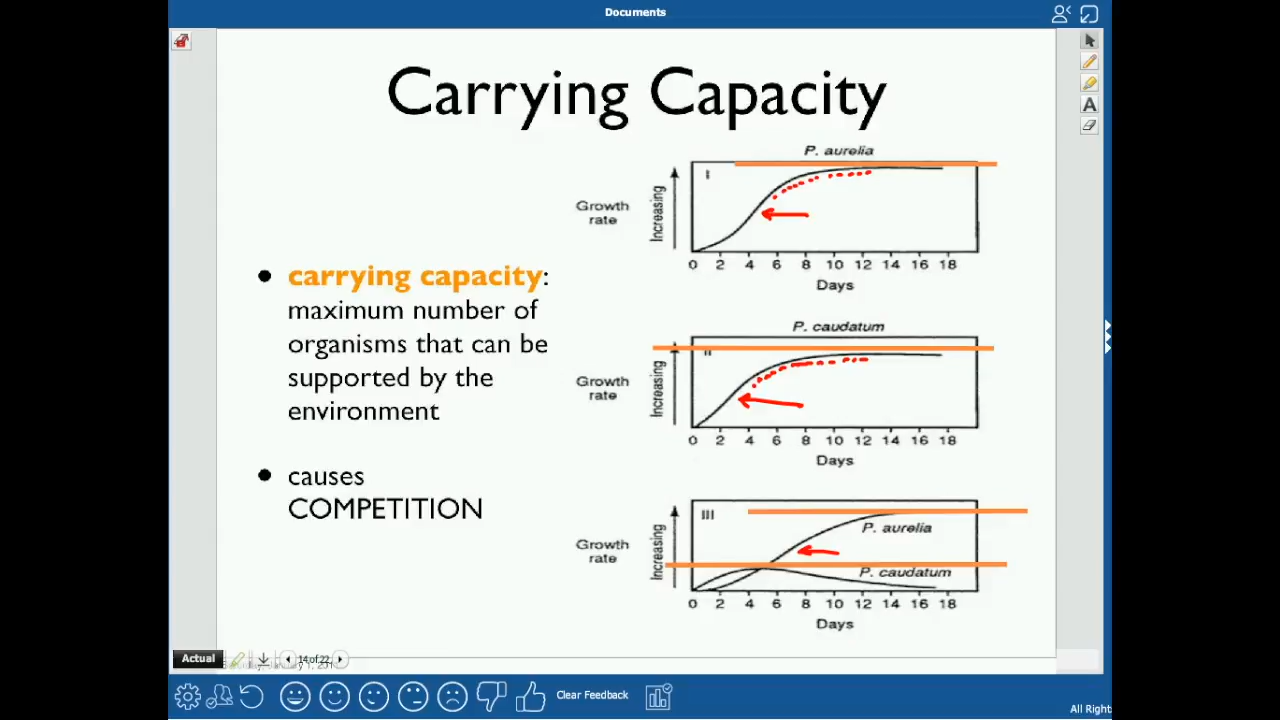 Documents
Carrying Capacity
• carrying capacity:
maximum number of
organisms that can be
supported by the
environment
• causes
COMPETITION
P. aurelia
I
Growth
rate
Increasing
0 2 4 6 8 10 12 14 16 18
Days
P. caudatum
II
Growth
rate
Increasing
0 2 4 6 8 10 12 14 16 18
Days
III
P. aurelia
P. caudatum
Growth
rate
Increasing
0 2 4 6 8 10 12 14 16 18
Days
A
Actual
14 of 22
Clear Feedback
All Right